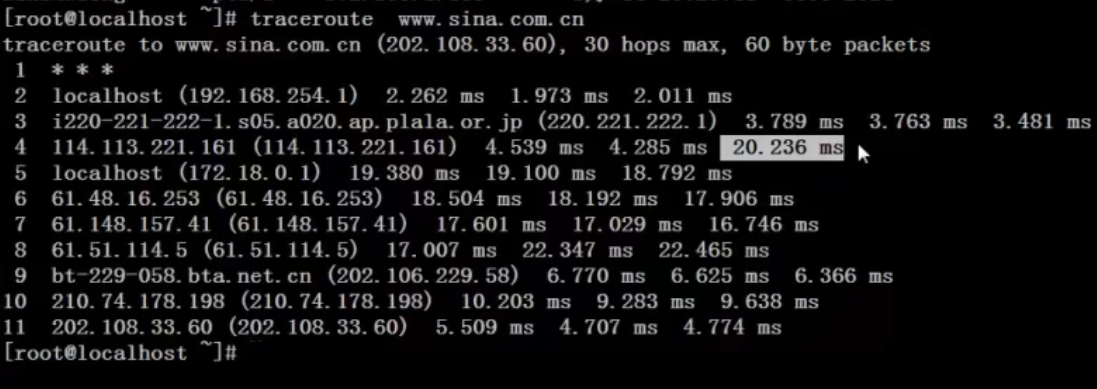 [root@localhost ~]# traceroute www.sina.com.cn
traceroute to www.sina.com.cn (202.108.33.60), 30 hops max, 60 byte packets
1 * * *
2 localhost (192.168.254.1) 2.262 ms 1.973 ms 2.011 ms
3 i220-221-222-1.s05.a020.ap.plala.or.jp (220.221.222.1) 3.789 ms 3.763 ms 3.481 ms
4 114.113.221.161 (114.113.221.161) 4.539 ms 4.285 ms 20.236 ms
5 localhost (172.18.0.1) 19.380 ms 19.100 ms 18.792 ms
6 61.48.16.253 (61.48.16.253) 18.504 ms 18.192 ms 17.906 ms
7 61.148.157.41 (61.148.157.41) 17.601 ms 17.029 ms 16.746 ms
8 61.51.114.5 (61.51.114.5) 17.007 ms 22.347 ms 22.465 ms
9 bt-229-058.bta.net.cn (202.106.229.58) 6.770 ms 6.625 ms 6.366 ms
10 210.74.178.198 (210.74.178.198) 10.203 ms 9.283 ms 9.638 ms
11 202.108.33.60 (202.108.33.60) 5.509 ms 4.707 ms 4.774 ms
[root@localhost ~]#